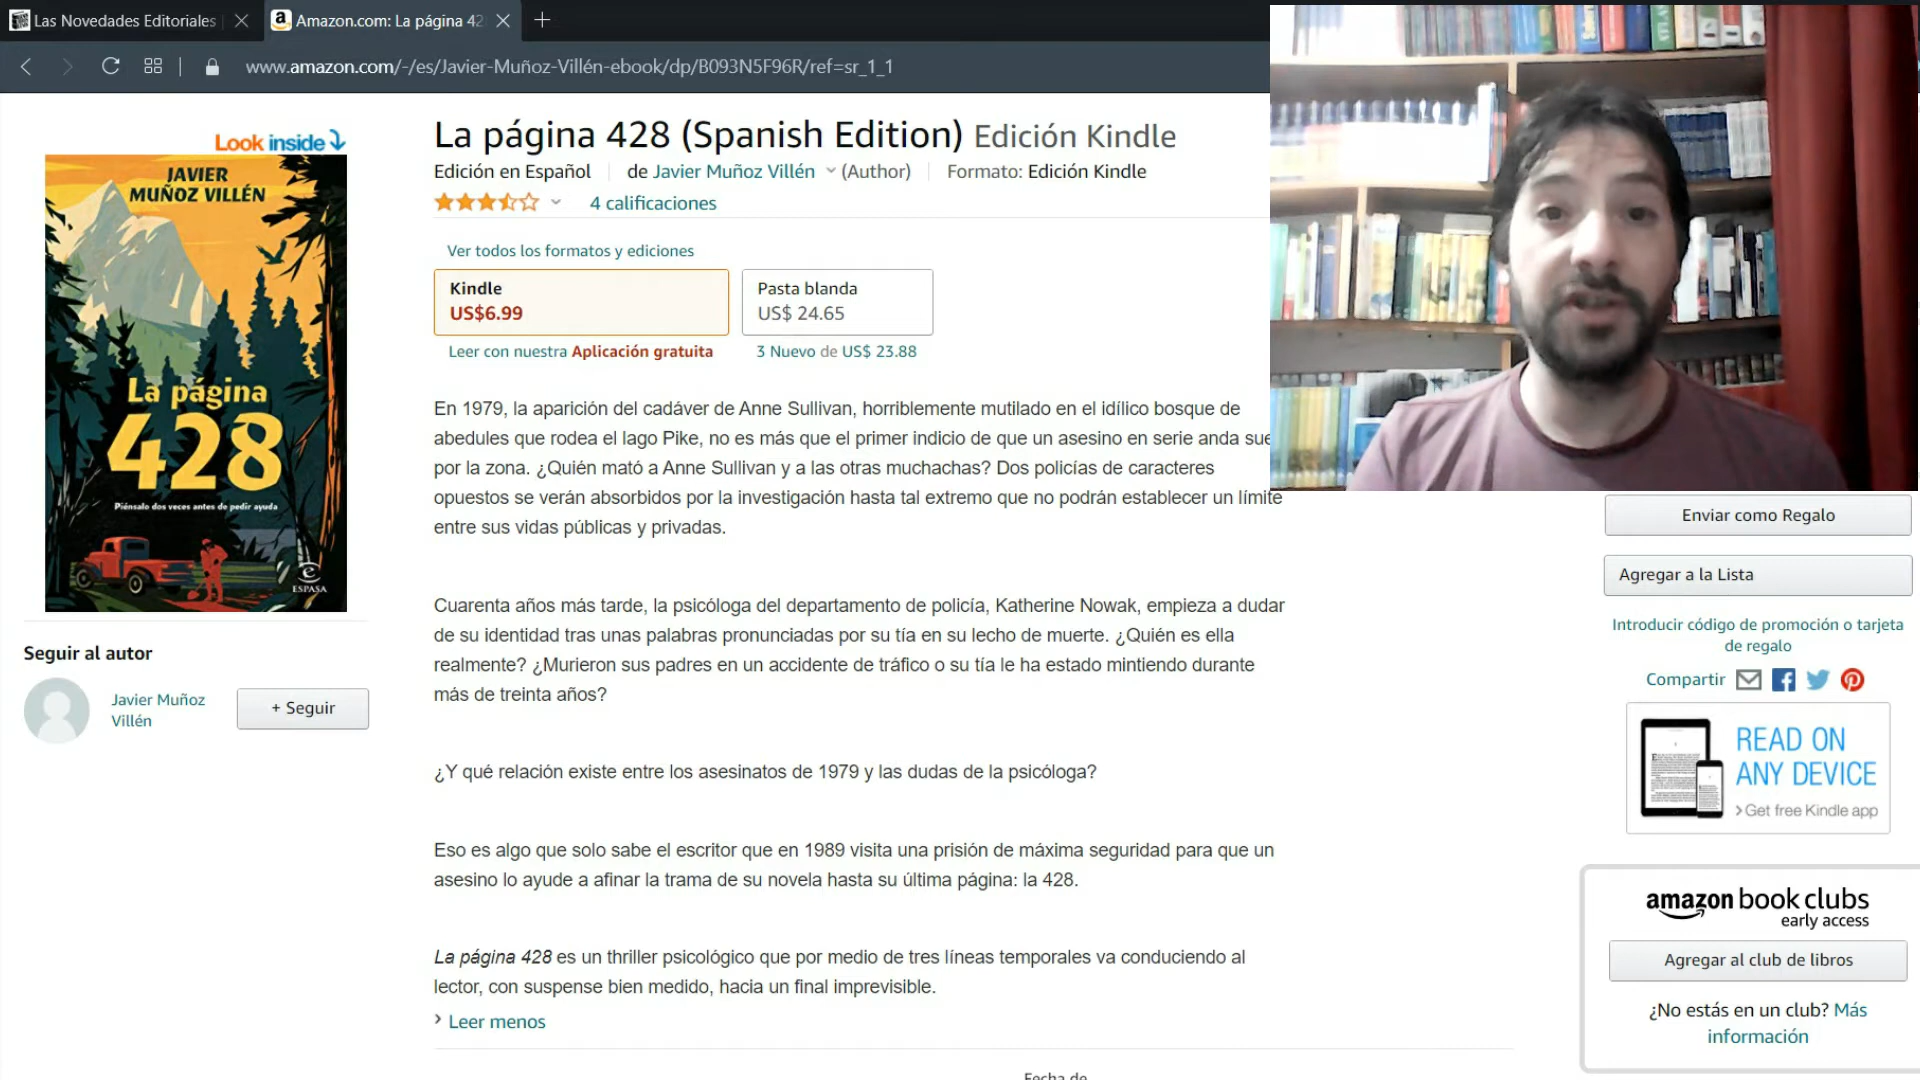 Las Novedades Editoriales
Amazon.com: La página 42
www.amazon.com/-/es/Javier-Muñoz-Villén-ebook/dp/B093N5F96R/ref=sr_1_1
Look inside
JAVIER
MUÑOZ VILLÉN
La página
428
Piénsalo dos veces antes de pedir ayuda
ESPASA
Seguir al autor
Javier Muñoz
Villén
+ Seguir
La página 428 (Spanish Edition) Edición Kindle
Edición en Español de Javier Muñoz Villén (Author) Formato: Edición Kindle
4 calificaciones
Ver todos los formatos y ediciones
Kindle
US$6.99
Pasta blanda
US$ 24.65
Leer con nuestra Aplicación gratuita
3 Nuevo de US$ 23.88
En 1979, la aparición del cadáver de Anne Sullivan, horriblemente mutilado en el idílico bosque de
abedules que rodea el lago Pike, no es más que el primer indicio de que un asesino en serie anda sue
por la zona. ¿Quién mató a Anne Sullivan y a las otras muchachas? Dos policías de caracteres
opuestos se verán absorbidos por la investigación hasta tal extremo que no podrán establecer un límite
entre sus vidas públicas y privadas.
Cuarenta años más tarde, la psicóloga del departamento de policía, Katherine Nowak, empieza a dudar
de su identidad tras unas palabras pronunciadas por su tía en su lecho de muerte. ¿Quién es ella
realmente? ¿Murieron sus padres en un accidente de tráfico o su tía le ha estado mintiendo durante
más de treinta años?
¿Y qué relación existe entre los asesinatos de 1979 y las dudas de la psicóloga?
Eso es algo que solo sabe el escritor que en 1989 visita una prisión de máxima seguridad para que un
asesino lo ayude a afinar la trama de su novela hasta su última página: la 428.
La página 428 es un thriller psicológico que por medio de tres líneas temporales va conduciendo al
lector, con suspense bien medido, hacia un final imprevisible.
Leer menos
Fecha de
Enviar como Regalo
Agregar a la Lista
Introducir código de promoción o tarjeta
de regalo
Compartir
READ ON
ANY DEVICE
>Get free Kindle app
amazon book clubs
early access
Agregar al club de libros
¿No estás en un club? Más
información